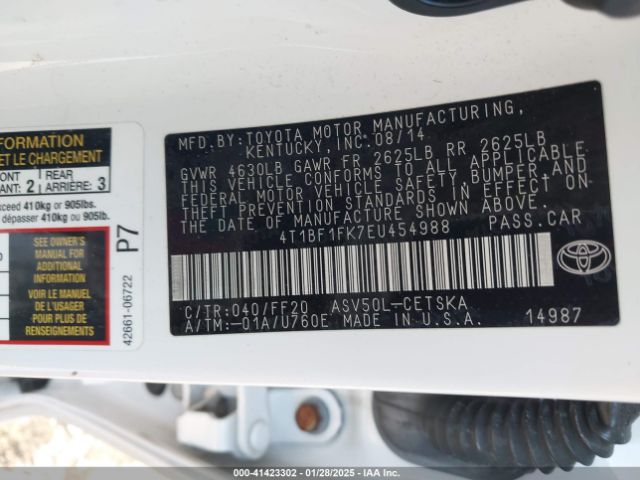 FORMATION
ET LE CHARGEMENT
ANT: 2 REAR ARRIÈRE: 3
exceed 410kg or 905lbs.
dépasser 410kg ou 905lb.
SEE OWNER'S
MANUAL FOR
ADDITIONAL
INFORMATION
VOIR LE MANUEL
DE L'USAGER
POUR PLUS DE
RENSEIGNEMENTS
P7
42661-06722
MFD.BY:TOYOTA MOTOR MANUFACTURING,
KENTUCKY, INC. 08/14
GVWR 4630LB GAWR FR 2625LB RR 2625LB
THIS VEHICLE CONFORMS TO ALL APPLICABLE
FEDERAL MOTOR VEHICLE SAFETY, BUMPER, AND
THEFT PREVENTION STANDARDS IN EFFECT ON
THE DATE OF MANUFACTURE SHOWN ABOVE.
4T1BF1FK7EU454988 PASS.CAR
TOYOTA
C/TR:040/FF20 ASV50L-CETSKA
A/TM:-01A/U760E MADE IN U.S.A. 14987
000-41423302 - 01/28/2025 - IAA Inc.